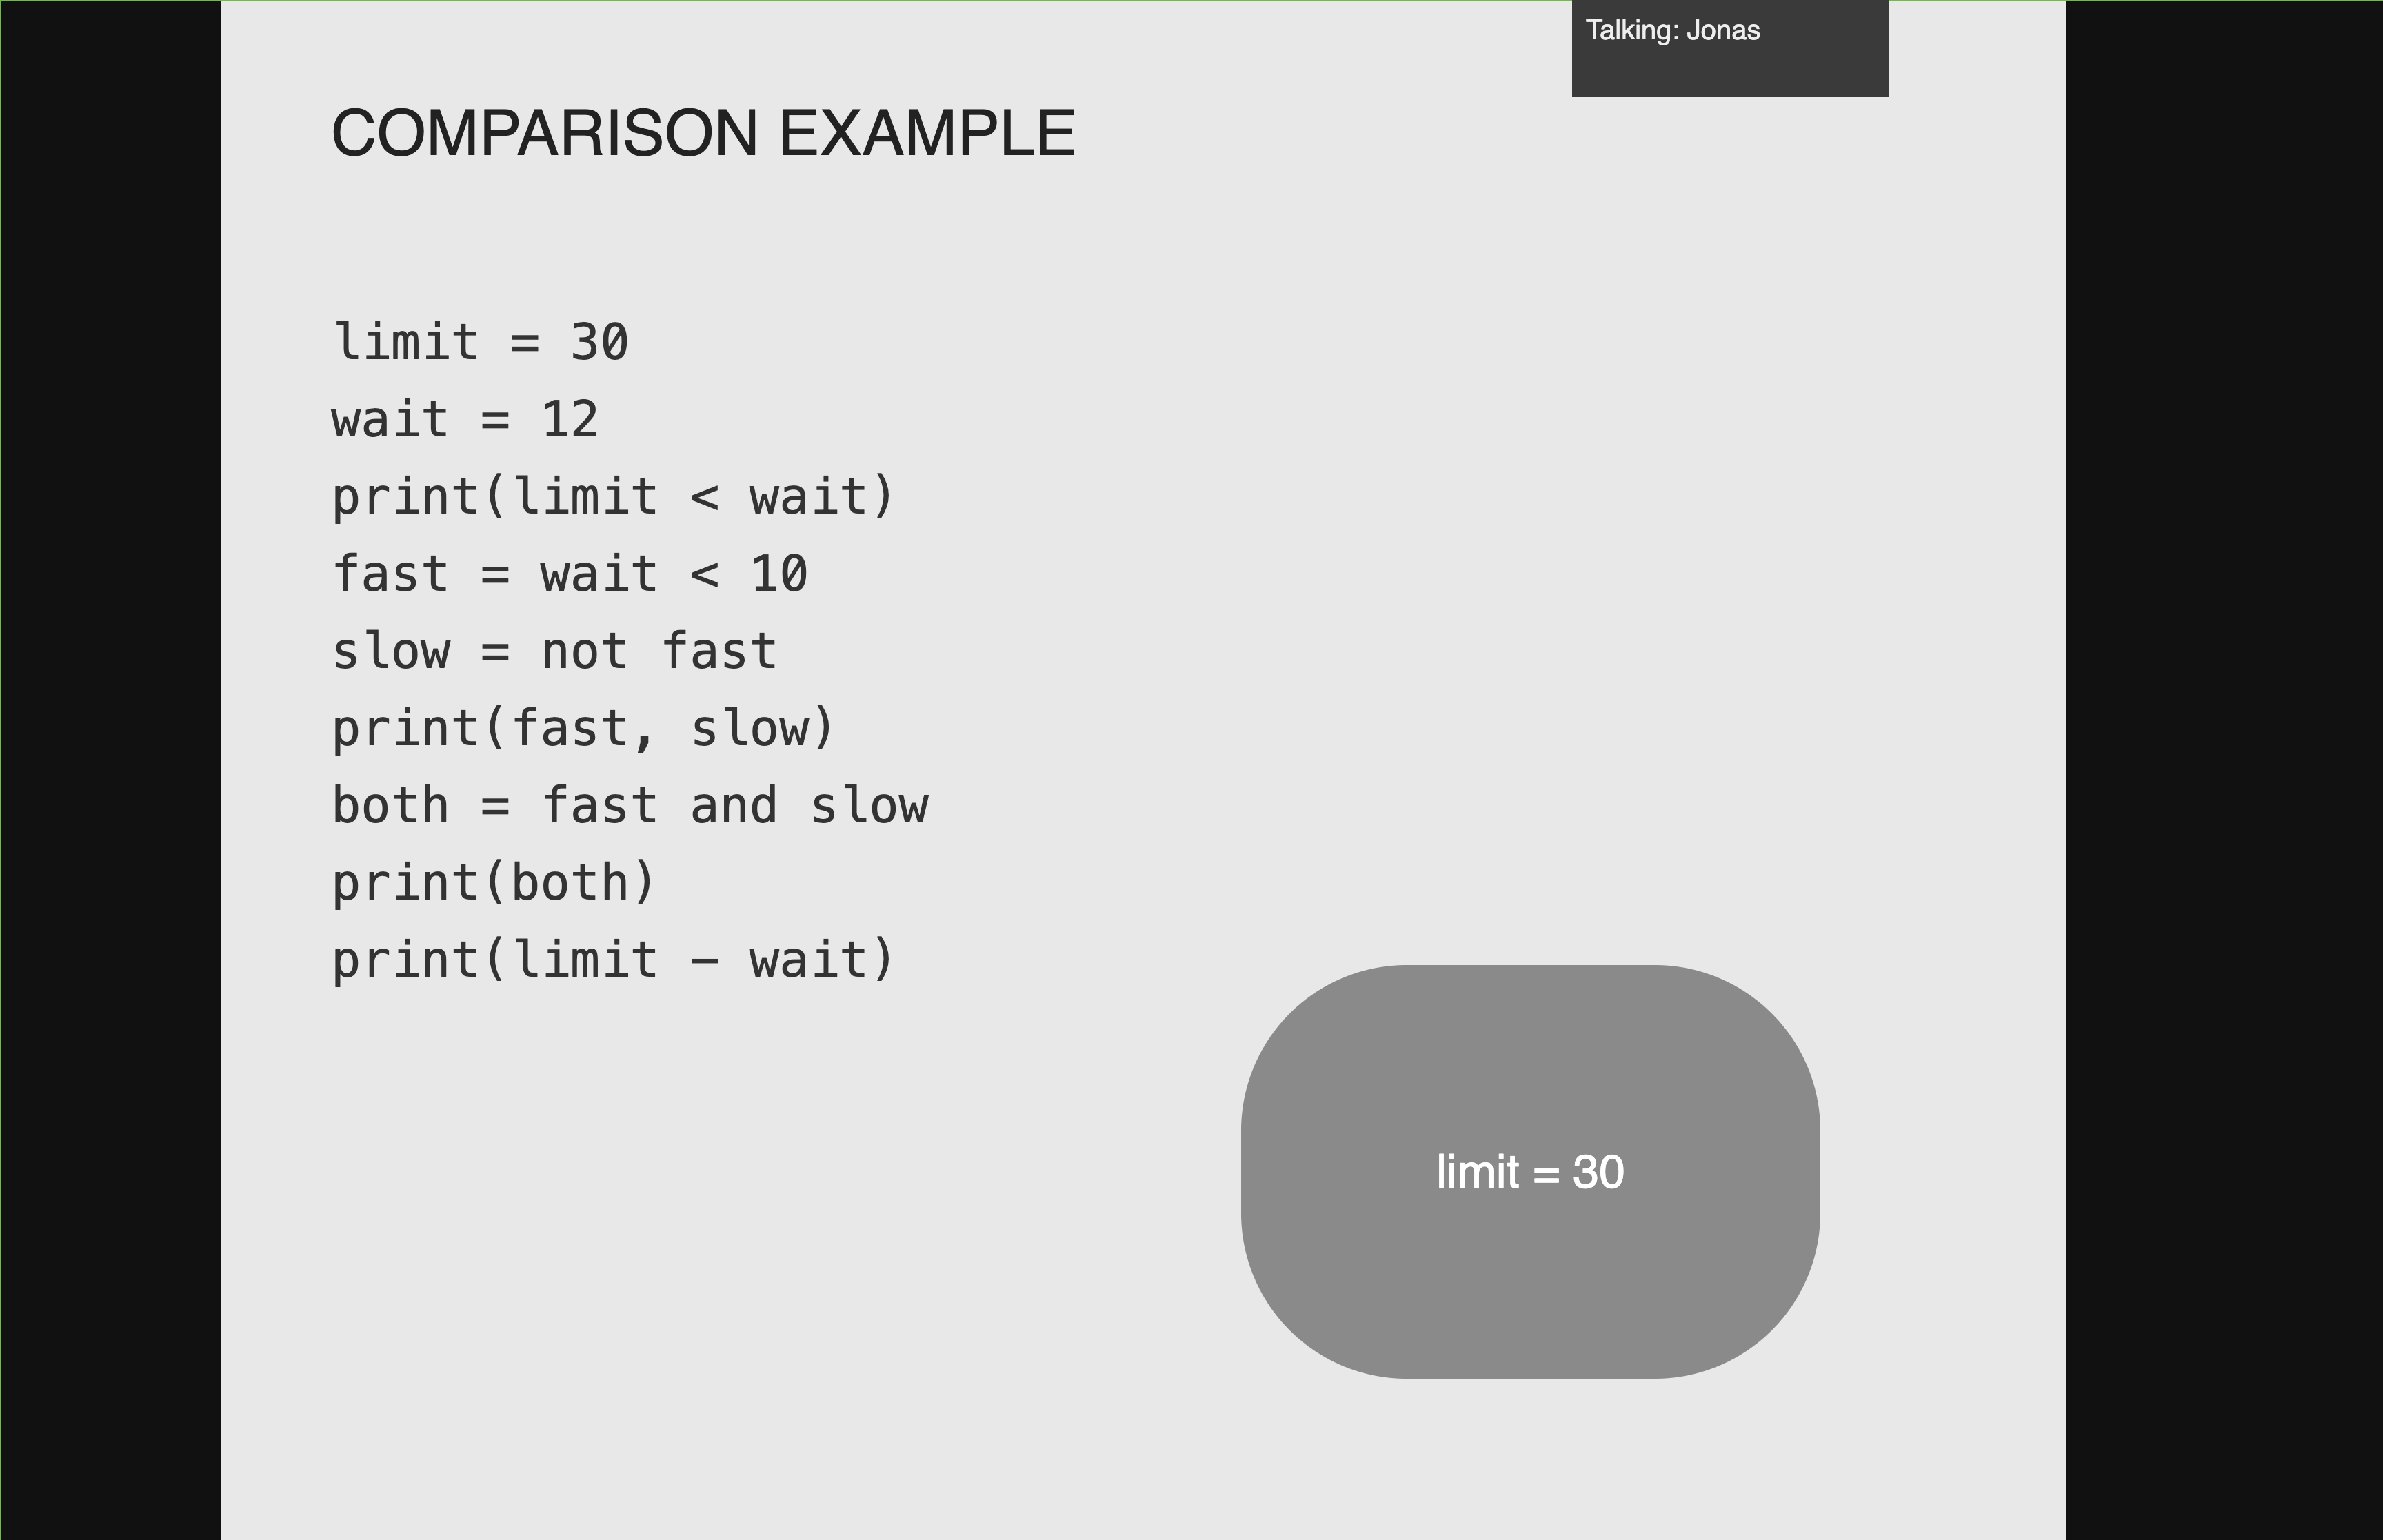 Talking: Jonas
COMPARISON EXAMPLE
limit = 30
wait = 12
print(limit < wait)
fast = wait < 10
slow = not fast
print(fast, slow)
both = fast and slow
print(both)
print(limit − wait)
limit = 30